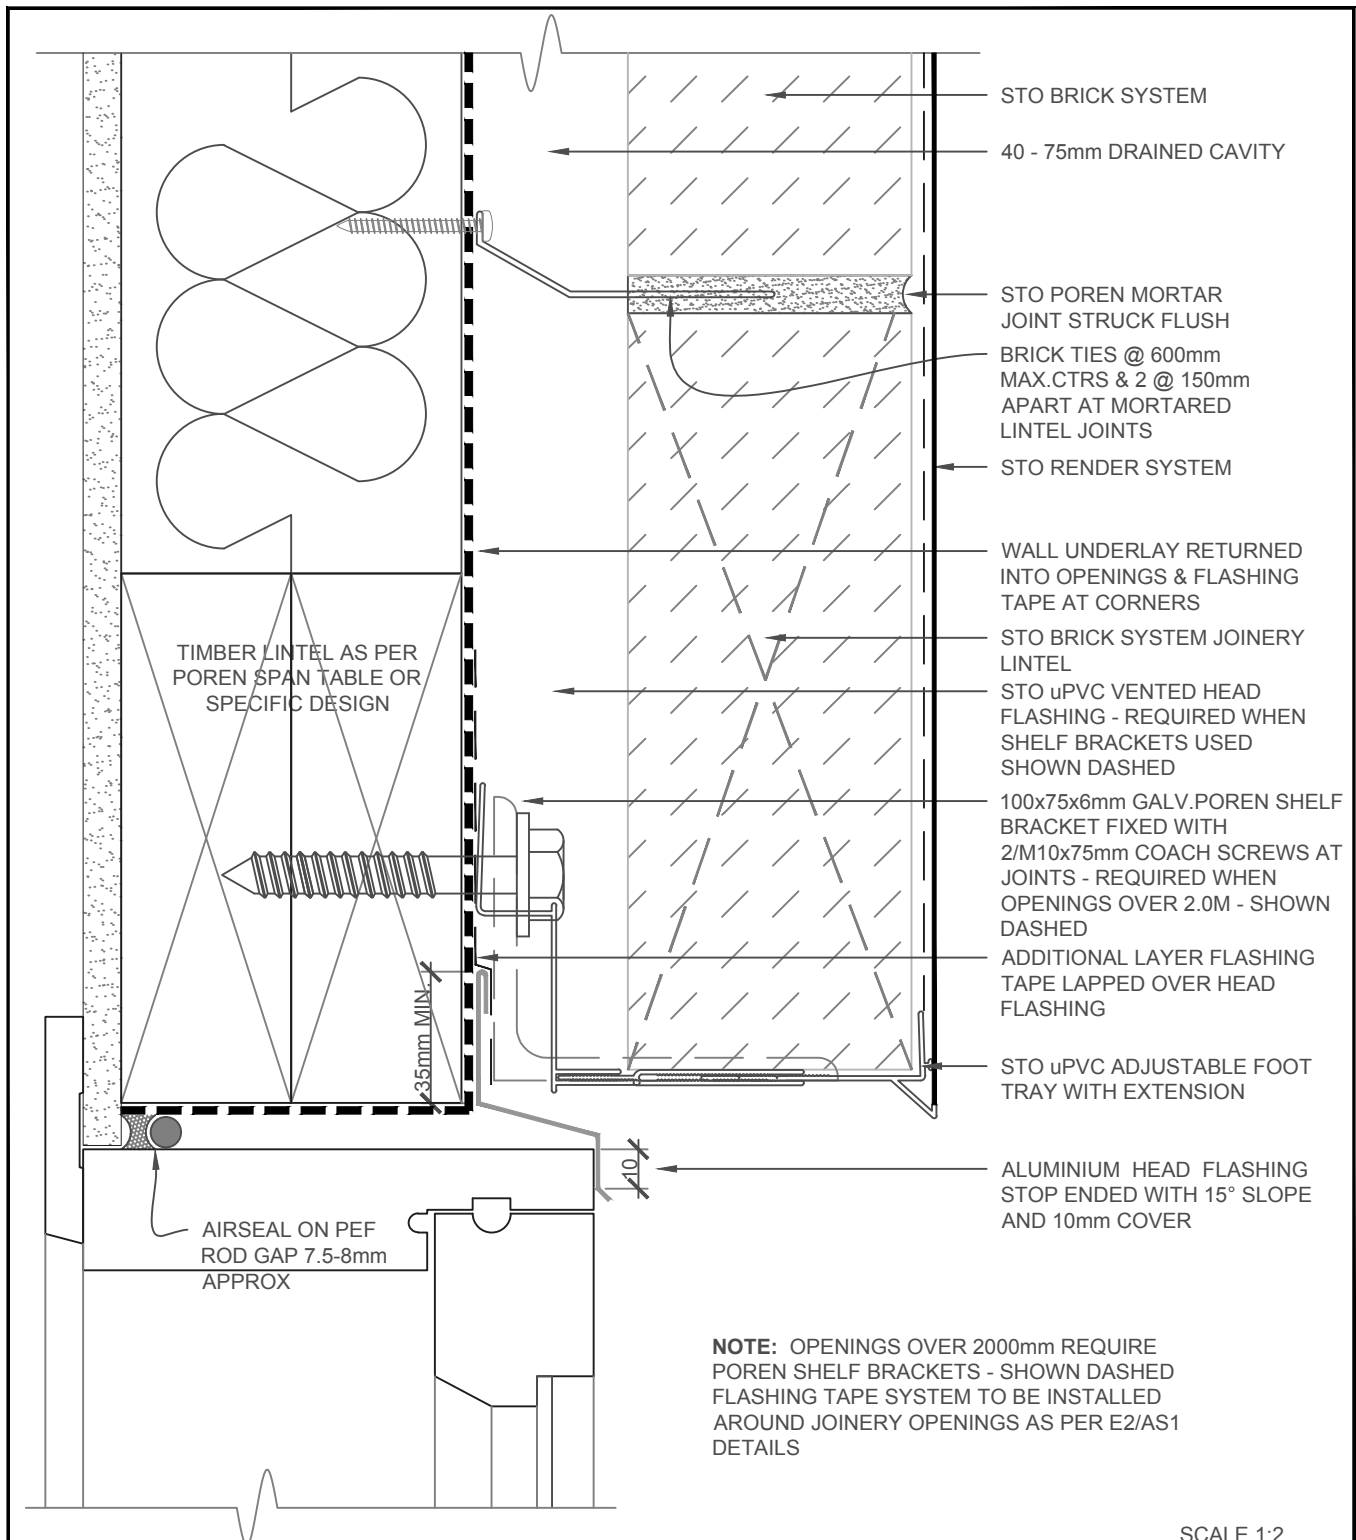 STO BRICK SYSTEM
40 - 75mm DRAINED CAVITY
STO POREN MORTAR
JOINT STRUCK FLUSH
BRICK TIES @ 600mm
MAX.CTRS & 2 @ 150mm
APART AT MORTARED
LINTEL JOINTS
STO RENDER SYSTEM
WALL UNDERLAY RETURNED
INTO OPENINGS & FLASHING
TAPE AT CORNERS
STO BRICK SYSTEM JOINERY
LINTEL
TIMBER LINTEL AS PER
POREN SPAN TABLE OR
SPECIFIC DESIGN
STO uPVC VENTED HEAD
FLASHING - REQUIRED WHEN
SHELF BRACKETS USED
SHOWN DASHED
100x75x6mm GALV.POREN SHELF
BRACKET FIXED WITH
2/M10x75mm COACH SCREWS AT
JOINTS - REQUIRED WHEN
OPENINGS OVER 2.0M - SHOWN
DASHED
ADDITIONAL LAYER FLASHING
TAPE LAPPED OVER HEAD
FLASHING
35mm MIN.
STO uPVC ADJUSTABLE FOOT
TRAY WITH EXTENSION
10
ALUMINIUM HEAD FLASHING
STOP ENDED WITH 15° SLOPE
AND 10mm COVER
AIRSEAL ON PEF
ROD GAP 7.5-8mm
APPROX
NOTE: OPENINGS OVER 2000mm REQUIRE
POREN SHELF BRACKETS - SHOWN DASHED
FLASHING TAPE SYSTEM TO BE INSTALLED
AROUND JOINERY OPENINGS AS PER E2/AS1
DETAILS
SCALE 1:2